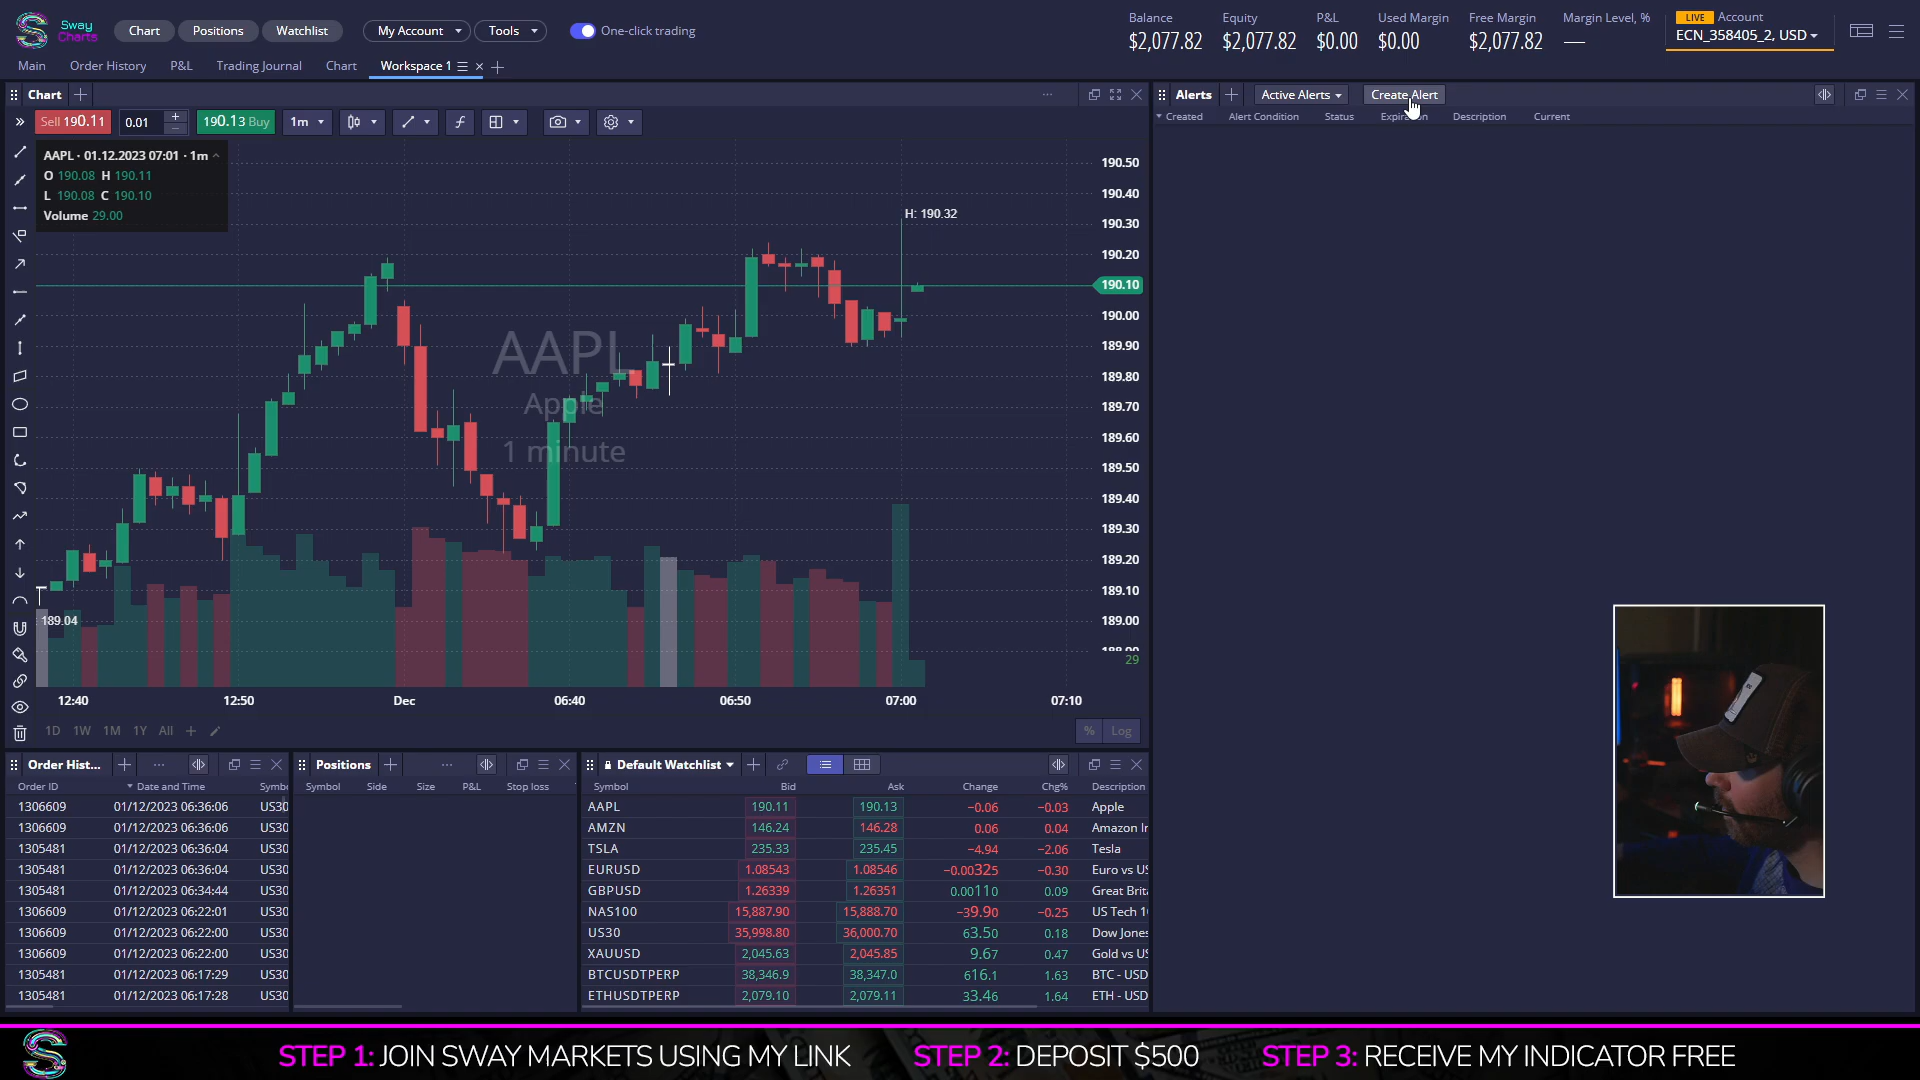 Sway Charts
Chart Positions Watchlist My Account Tools One-click trading
Balance Equity P&L Used Margin Free Margin Margin Level, % LIVE Account
$2,077.82 $2,077.82 $0.00 $0.00 $2,077.82 — ECN_358405_2, USD
Main Order History P&L Trading Journal Chart Workspace 1
Chart
Sell 190.11 0.01 190.13 Buy 1m
AAPL · 01.12.2023 07:01 · 1m
O 190.08 H 190.11
L 190.08 C 190.10
Volume 29.00
H: 190.32
AAPL
Apple
1 minute
189.04
190.50
190.40
190.30
190.20
190.10
190.00
189.90
189.80
189.70
189.60
189.50
189.40
189.30
189.20
189.10
189.00
29
12:40 12:50 Dec 06:40 06:50 07:00 07:10
1D 1W 1M 1Y All % Log
Alerts Active Alerts Create Alert
Created Alert Condition Status Description Current
Order Hist...
Order ID Date and Time
1306609 01/12/2023 06:36:06 US30
1306609 01/12/2023 06:36:06 US30
1305481 01/12/2023 06:36:04 US30
1305481 01/12/2023 06:36:04 US30
1305481 01/12/2023 06:34:44 US30
1306609 01/12/2023 06:22:01 US30
1306609 01/12/2023 06:22:00 US30
1306609 01/12/2023 06:22:00 US30
1305481 01/12/2023 06:17:29 US30
1305481 01/12/2023 06:17:28 US30
Positions
Symbol Side Size P&L Stop loss
Default Watchlist
Symbol Bid Ask Change Chg% Description
AAPL 190.11 190.13 −0.06 −0.03 Apple
AMZN 146.24 146.28 0.06 0.04 Amazon
TSLA 235.33 235.45 −4.94 −2.06 Tesla
EURUSD 1.08543 1.08546 −0.00325 −0.30 Euro vs
GBPUSD 1.26339 1.26351 0.00110 0.09 Great
NAS100 15,887.90 15,888.70 −39.90 −0.25 US Tech
US30 35,998.80 36,000.70 63.50 0.18 Dow
XAUUSD 2,045.63 2,045.85 9.67 0.47 Gold vs
BTCUSDTPERP 38,346.9 38,347.0 616.1 1.63 BTC - USD
ETHUSDTPERP 2,079.10 2,079.11 33.46 1.64 ETH - USD
STEP 1: JOIN SWAY MARKETS USING MY LINK STEP 2: DEPOSIT $500 STEP 3: RECEIVE MY INDICATOR FREE